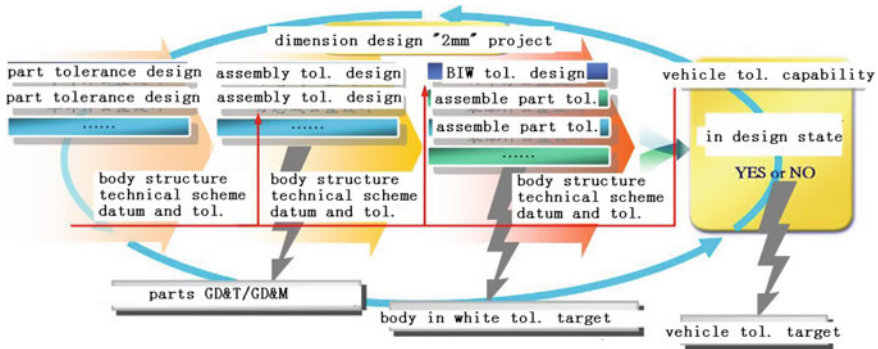 dimension design "2mm" project
part tolerance design
part tolerance design
......
assembly tol. design
assembly tol. design
......
BIW tol. design
assemble part tol.
assemble part tol.
......
vehicle tol. capability
in design state
YES or NO
body structure
technical scheme
datum and tol.
body structure
technical scheme
datum and tol.
body structure
technical scheme
datum and tol.
parts GD&T/GD&M
body in white tol. target
vehicle tol. target